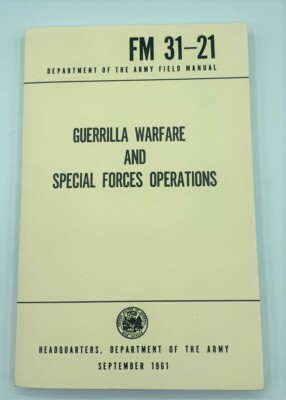 FM 31-21
DEPARTMENT OF THE ARMY FIELD MANUAL
GUERRILLA WARFARE
AND
SPECIAL FORCES OPERATIONS
HEADQUARTERS, DEPARTMENT OF THE ARMY
SEPTEMBER 1961